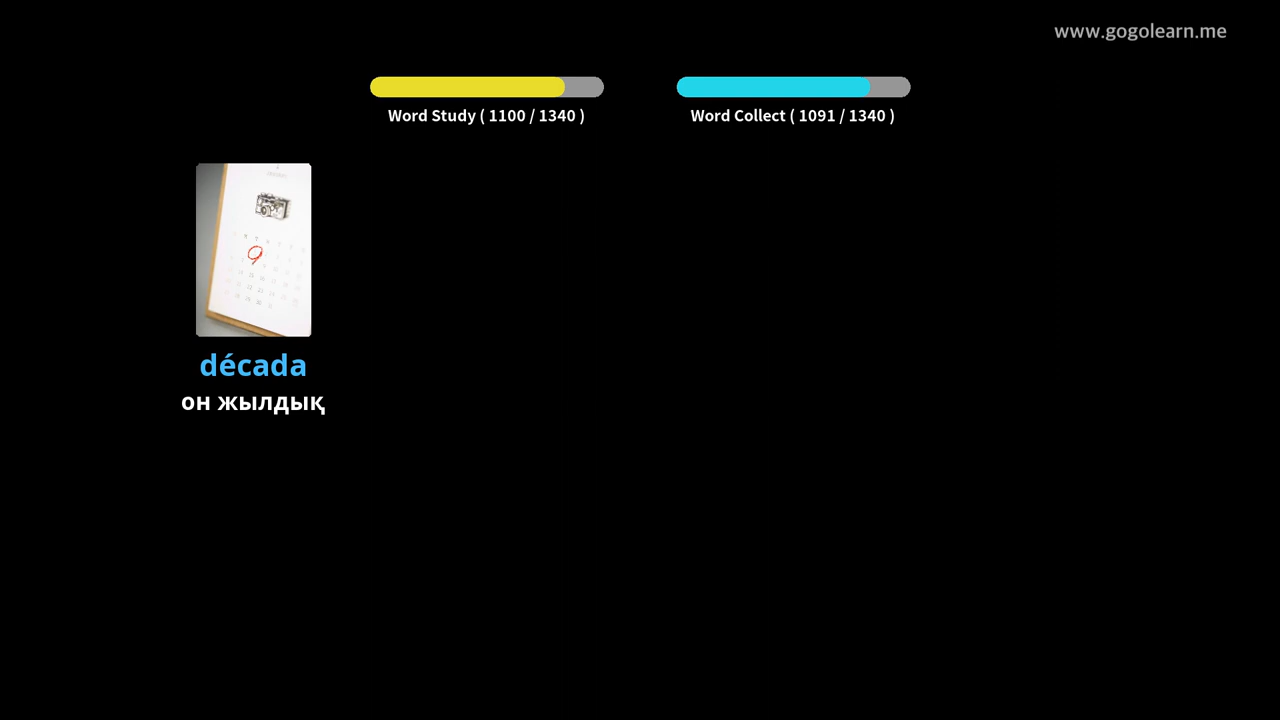 www.gogolearn.me
Word Study ( 1100 / 1340 )
Word Collect ( 1091 / 1340 )
década
он жылдық